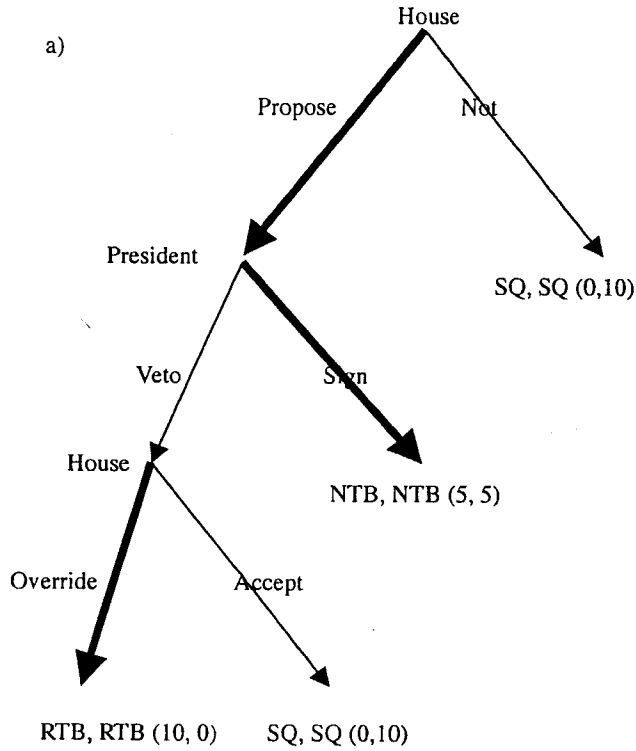 House
a)
Propose
Not
President
SQ, SQ (0,10)
Veto
Sign
House
NTB, NTB (5, 5)
Override
Accept
RTB, RTB (10, 0)
SQ, SQ (0,10)